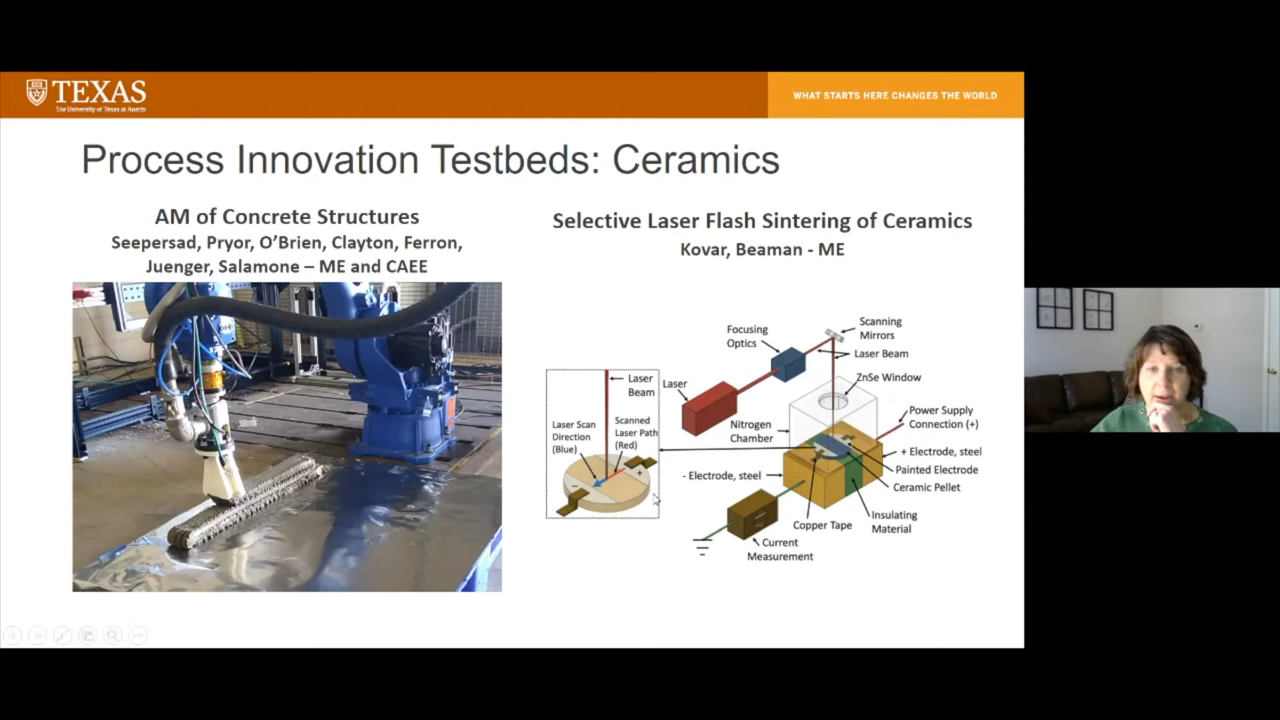 TEXAS
The University of Texas at Austin
WHAT STARTS HERE CHANGES THE WORLD
Process Innovation Testbeds: Ceramics
AM of Concrete Structures
Seepersad, Pryor, O'Brien, Clayton, Ferron,
Juenger, Salamone – ME and CAEE
Selective Laser Flash Sintering of Ceramics
Kovar, Beaman - ME
Focusing
Optics
Scanning
Mirrors
Laser Beam
ZnSe Window
Laser
Nitrogen
Chamber
Power Supply
Connection (+)
+ Electrode, steel
Painted Electrode
Ceramic Pellet
- Electrode, steel
Insulating
Material
Copper Tape
Current
Measurement
Laser
Beam
Laser Scan
Direction
(Blue)
Scanned
Laser Path
(Red)
+
-